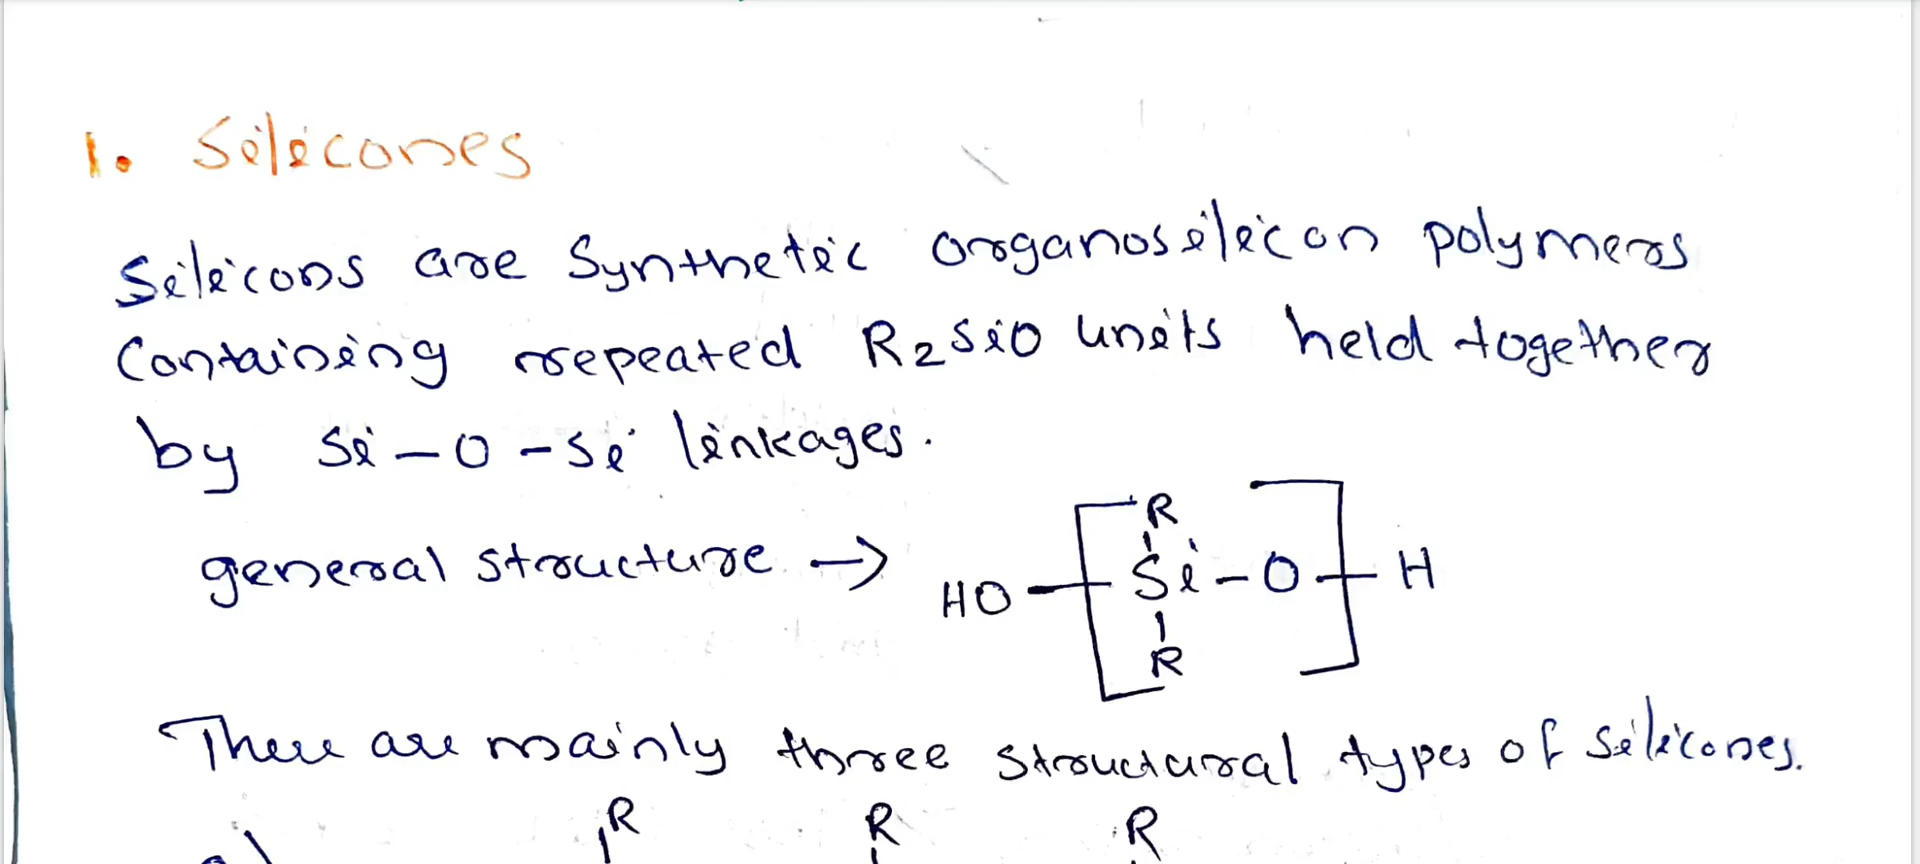 1. Silicones
Silicons are Synthetic organosilicon polymers
Containing repeated R2SiO units held together
by Si-O-Si linkages.
general structure → HO-[Si-O]-H
R
R
There are mainly three structural types of silicones.
a)
R R R